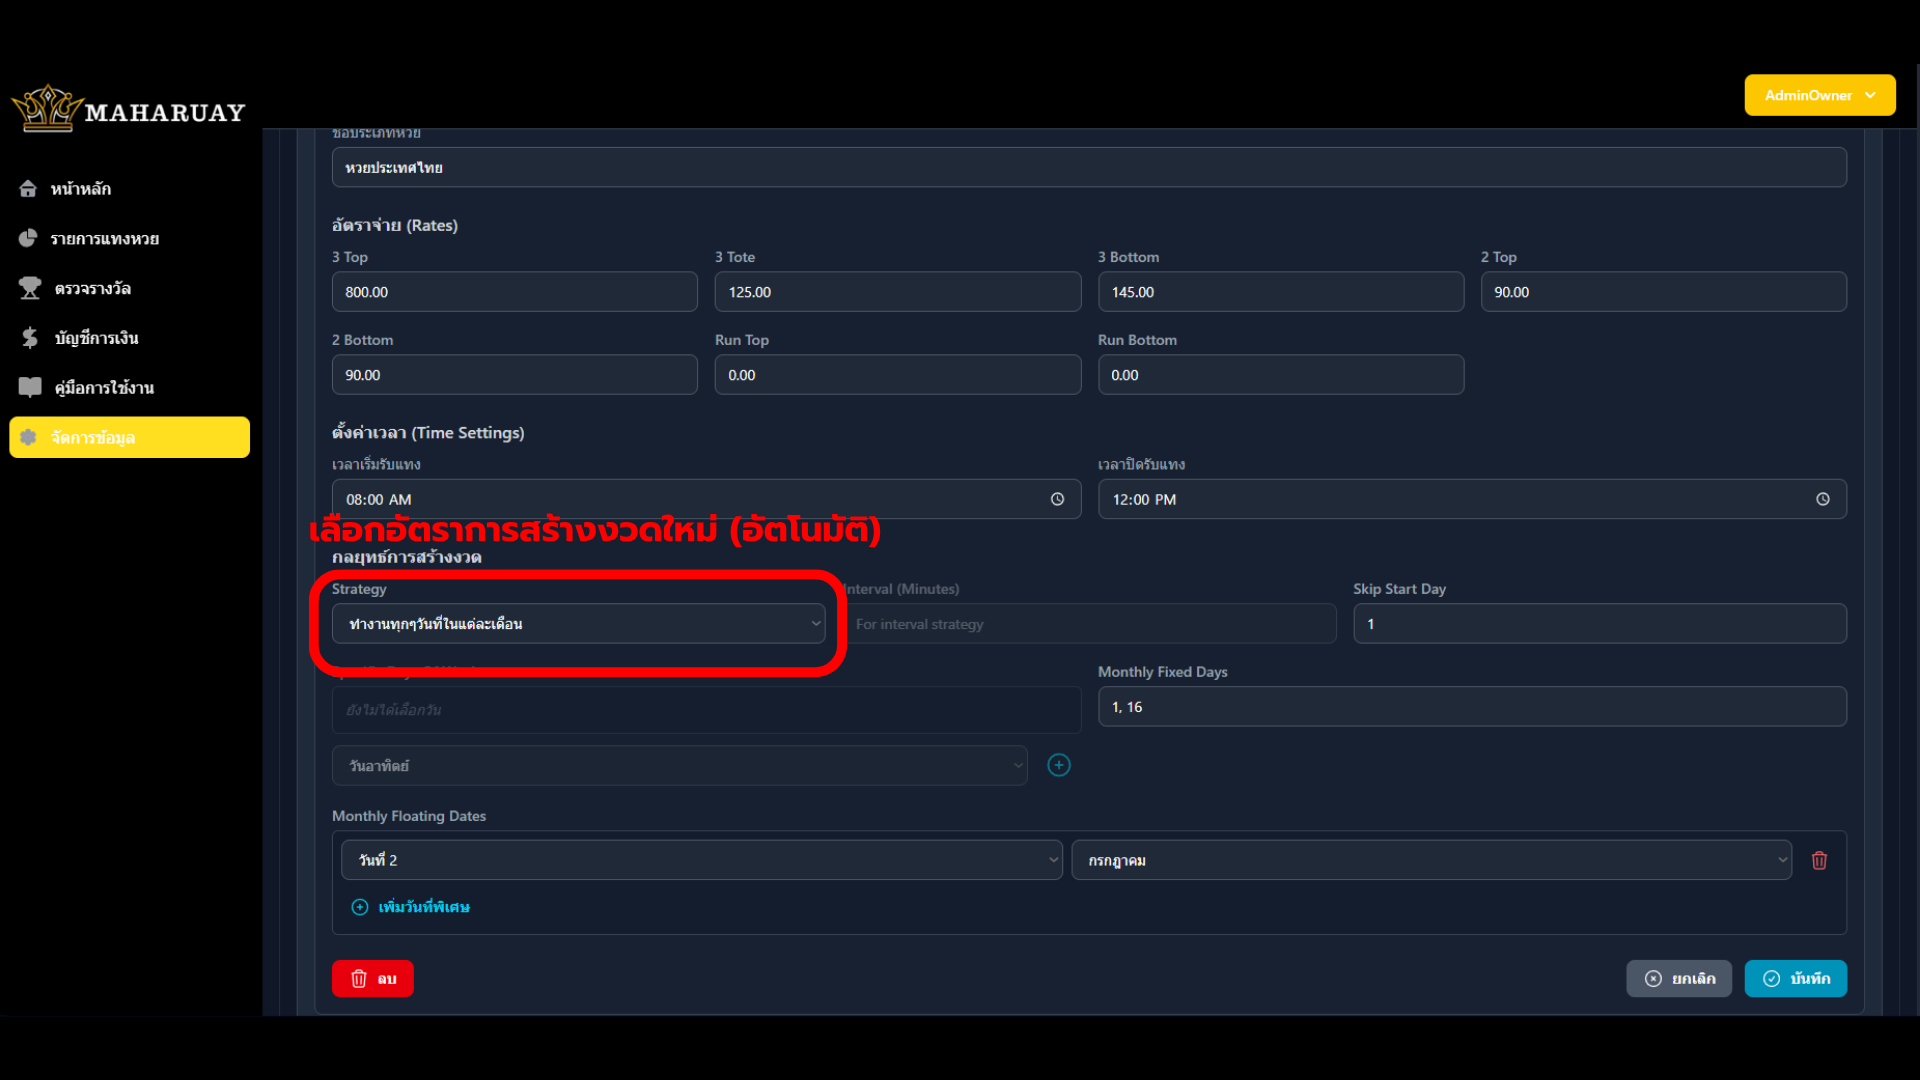 MAHARUAY
AdminOwner
หน้าหลัก
รายการแทงหวย
ตรวจรางวัล
บัญชีการเงิน
คู่มือการใช้งาน
จัดการข้อมูล
ชื่อประเภทหวย
หวยประเทศไทย
อัตราจ่าย (Rates)
3 Top
3 Tote
3 Bottom
2 Top
800.00
125.00
145.00
90.00
2 Bottom
Run Top
Run Bottom
90.00
0.00
0.00
ตั้งค่าเวลา (Time Settings)
เวลาเริ่มรับแทง
เวลาปิดรับแทง
08:00 AM
12:00 PM
เลือกอัตราการสร้างงวดใหม่ (อัตโนมัติ)
กลยุทธ์การสร้างงวด
Strategy
Interval (Minutes)
Skip Start Day
ทำงานทุกๆวันที่ในแต่ละเดือน
For interval strategy
1
Monthly Fixed Days
ยังไม่ได้เลือกวัน
1, 16
วันอาทิตย์
Monthly Floating Dates
วันที่ 2
กรกฎาคม
เพิ่มวันที่พิเศษ
ลบ
ยกเลิก
บันทึก